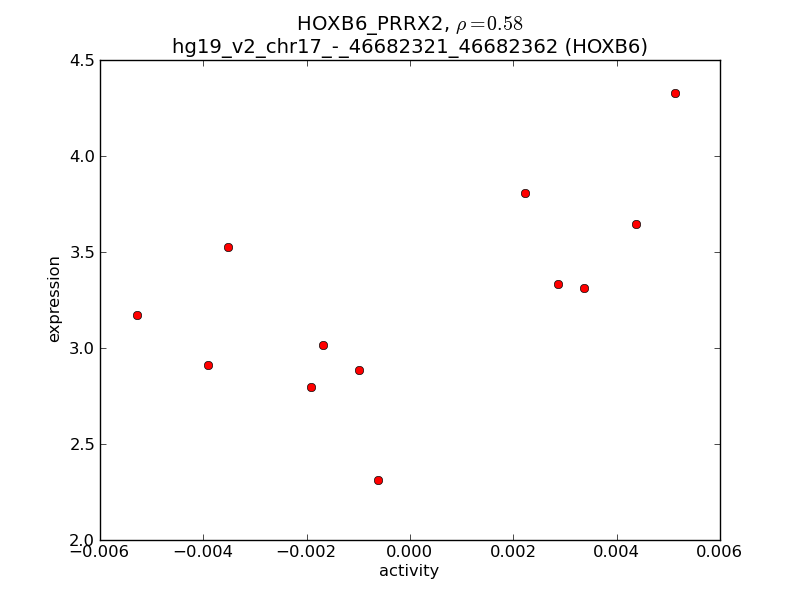 HOXB6_PRRX2, ρ=0.58
hg19_v2_chr17_-_46682321_46682362 (HOXB6)
4.5
4.0
3.5
3.0
2.5
2.0
expression
−0.006 −0.004 −0.002 0.000 0.002 0.004 0.006
activity